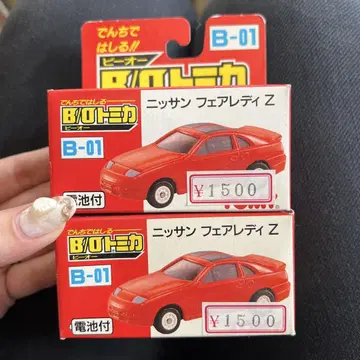 でんちで
はしる!!
B-01
ビーオー
B/Oトミカ
でんちではしる
B/Oトミカ
ビーオー
ニッサン フェアレディ Z
B-01
¥1500
電池付
でんちではしる
B/Oトミカ
ビーオー
ニッサン フェアレディ Z
B-01
¥1500
電池付